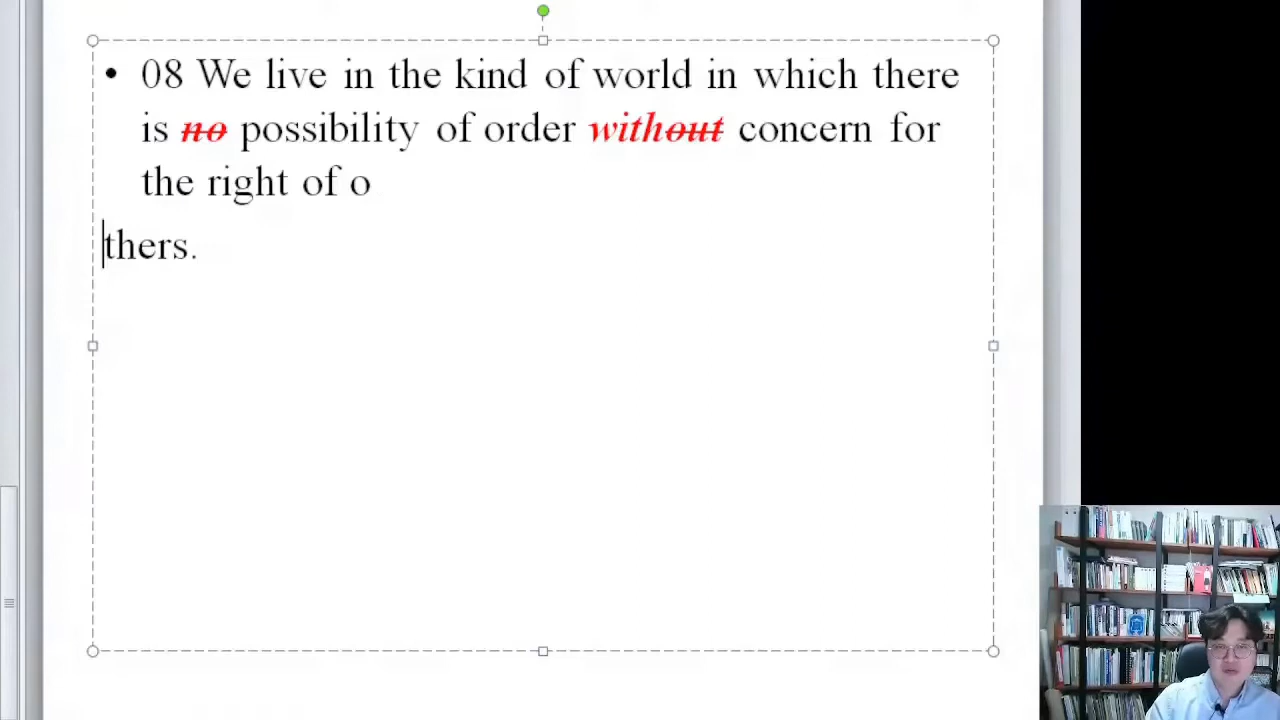 • 08 We live in the kind of world in which there
is no possibility of order without concern for
the right of o
thers.